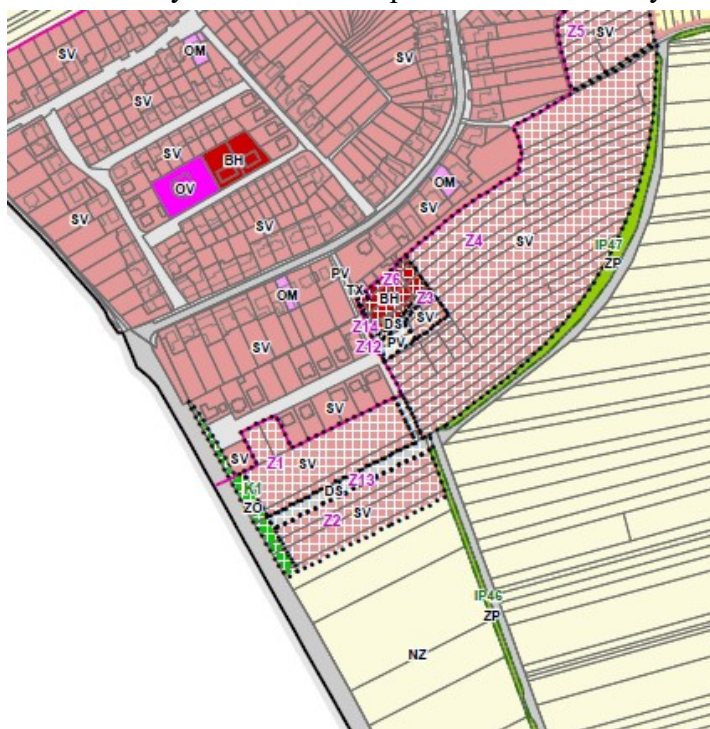 Z5
SV
OM
SV
SV
SV
BH
OV
OM
SV
SV
SV
Z4
SV
IP47
ZP
PV
Z6
TX
BH
Z3
OM
DS
SV
Z14
PV
Z12
SV
SV
SV
Z1
SV
K1
Z13
DS
ZO
SV
Z2
IP46
ZP
NZ